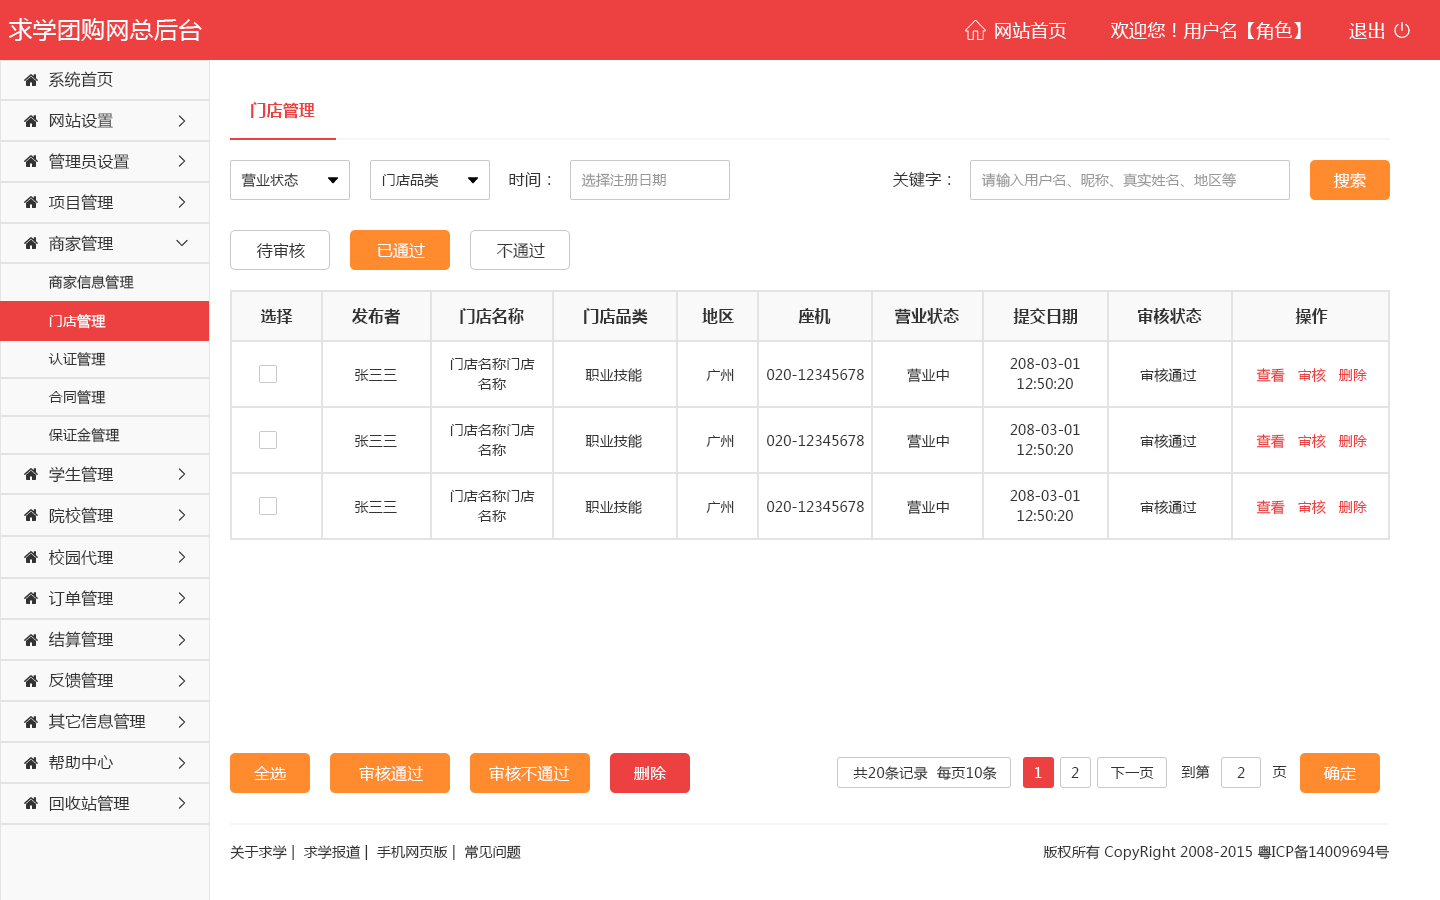 求学团购网总后台
网站首页
欢迎您！用户名【角色】
退出
系统首页
网站设置
管理员设置
项目管理
商家管理
商家信息管理
门店管理
认证管理
合同管理
保证金管理
学生管理
院校管理
校园代理
订单管理
结算管理
反馈管理
其它信息管理
帮助中心
回收站管理
门店管理
营业状态 门店品类 时间： 选择注册日期 关键字： 请输入用户名、昵称、真实姓名、地区等 搜索
待审核 已通过 不通过
选择 发布者 门店名称 门店品类 地区 座机 营业状态 提交日期 审核状态 操作
张三三 门店名称门店名称 职业技能 广州 020-12345678 营业中 208-03-01 12:50:20 审核通过 查看 审核 删除
张三三 门店名称门店名称 职业技能 广州 020-12345678 营业中 208-03-01 12:50:20 审核通过 查看 审核 删除
张三三 门店名称门店名称 职业技能 广州 020-12345678 营业中 208-03-01 12:50:20 审核通过 查看 审核 删除
全选 审核通过 审核不通过 删除 共20条记录 每页10条 1 2 下一页 到第 2 页 确定
关于求学 | 求学报道 | 手机网页版 | 常见问题
版权所有 CopyRight 2008-2015 粤ICP备14009694号